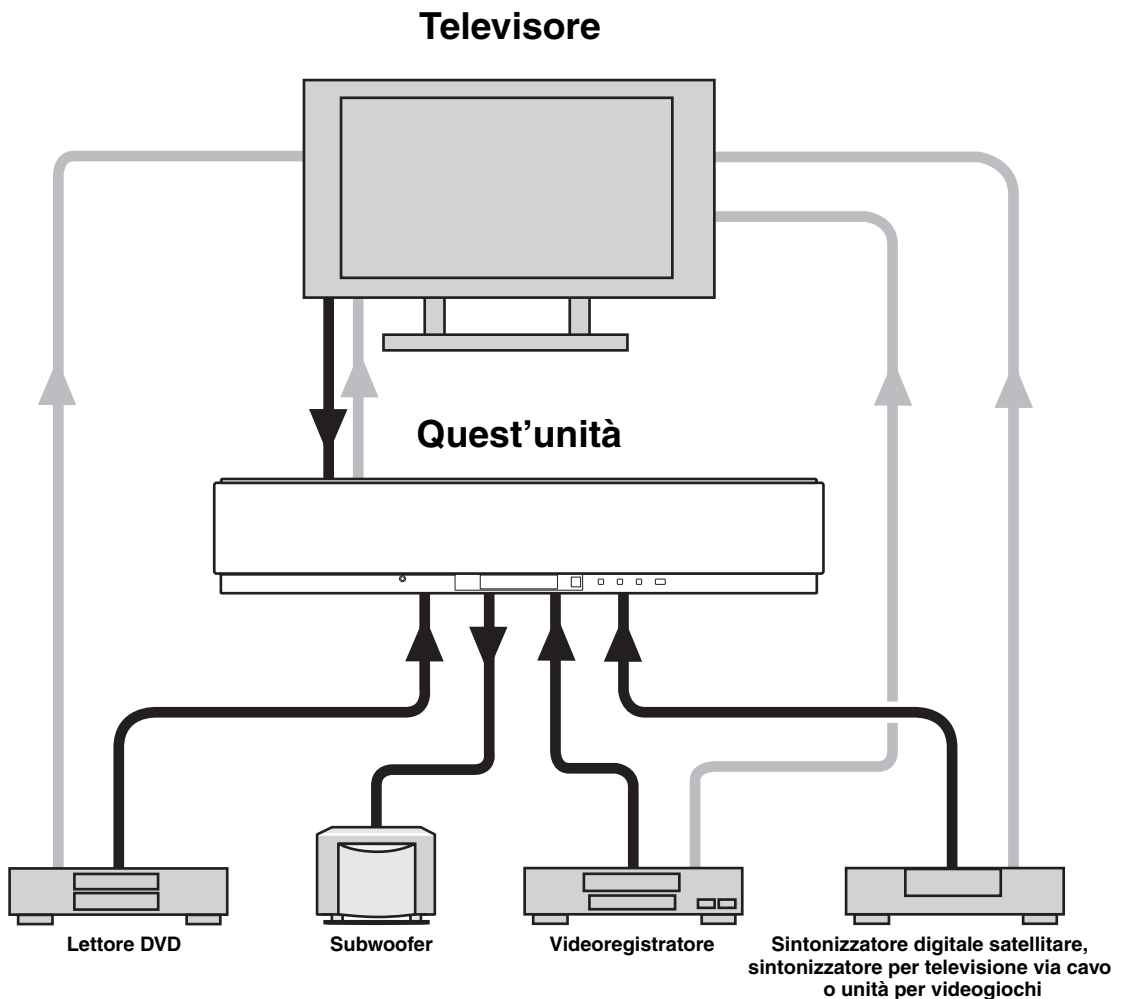 Televisore
Quest'unità
Lettore DVD
Subwoofer
Videoregistratore
Sintonizzatore digitale satellitare,
sintonizzatore per televisione via cavo
o unità per videogiochi